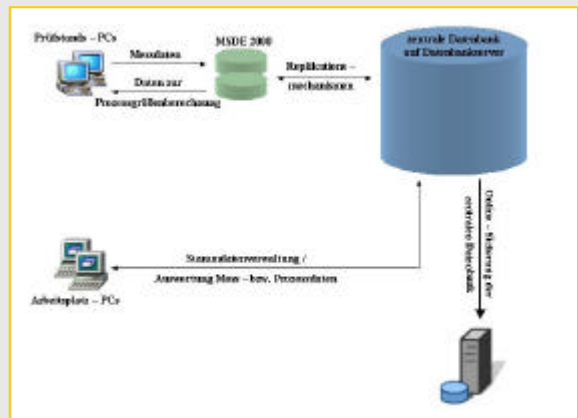 Prüfstands – PCs
Messdaten
Daten zur
Prozessgrößenberechnung
MSDE 2000
Replikations –
mechanismen
zentrale Datenbank
auf Datenbankserver
Stammdatenverwaltung /
Auswertung Mess – bzw. Prozessdaten
Arbeitsplatz – PCs
Online – Sicherung der
zentralen Datenbank